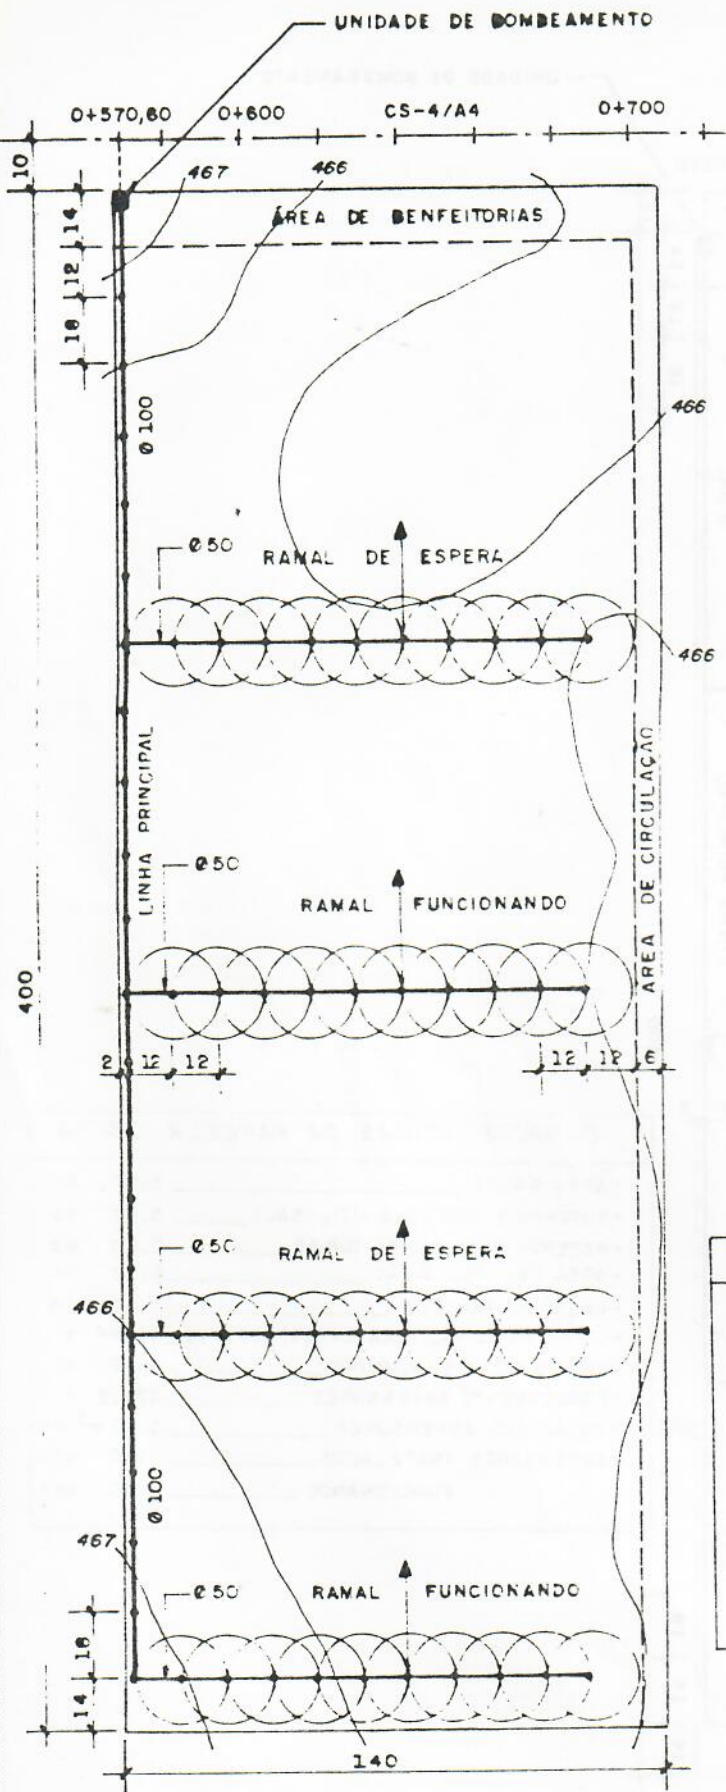 UNIDADE DE BOMBEAMENTO
0+570,60
0+600
CS-4/A4
0+700
10
467
466
14
ÁREA DE BENFEITORIAS
12
18
466
Ø 100
Ø 50
RAMAL DE ESPERA
466
LINHA PRINCIPAL
ÁREA DE CIRCULAÇÃO
Ø 50
RAMAL FUNCIONANDO
400
2 12 12
12 12 6
Ø 50
RAMAL DE ESPERA
466
Ø 100
467
Ø 50
RAMAL FUNCIONANDO
18
14
140